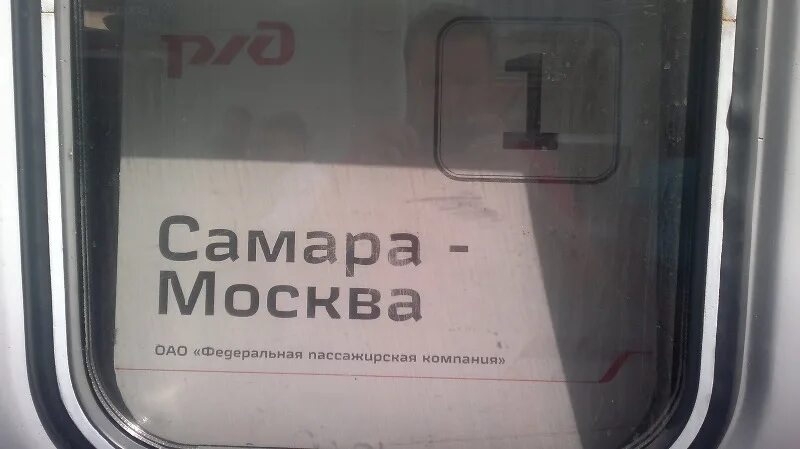 ржд
1
Самара -
Москва
ОАО «Федеральная пассажирская компания»